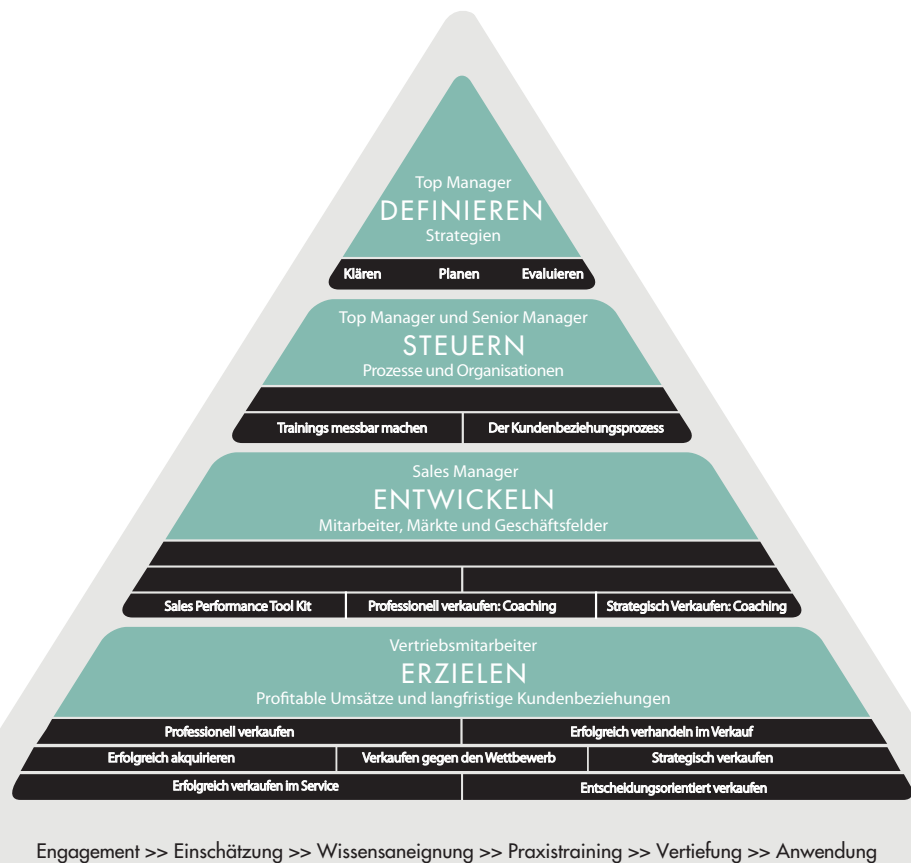 Top Manager
DEFINIEREN
Strategien
Klären Planen Evaluieren
Top Manager und Senior Manager
STEUERN
Prozesse und Organisationen
Trainings messbar machen Der Kundenbeziehungsprozess
Sales Manager
ENTWICKELN
Mitarbeiter, Märkte und Geschäftsfelder
Sales Performance Tool Kit Professionell verkaufen: Coaching Strategisch Verkaufen: Coaching
Vertriebsmitarbeiter
ERZIELEN
Profitable Umsätze und langfristige Kundenbeziehungen
Professionell verkaufen Erfolgreich verhandeln im Verkauf
Erfolgreich akquirieren Verkaufen gegen den Wettbewerb Strategisch verkaufen
Erfolgreich verkaufen im Service Entscheidungsorientiert verkaufen
Engagement >> Einschätzung >> Wissensaneignung >> Praxistraining >> Vertiefung >> Anwendung